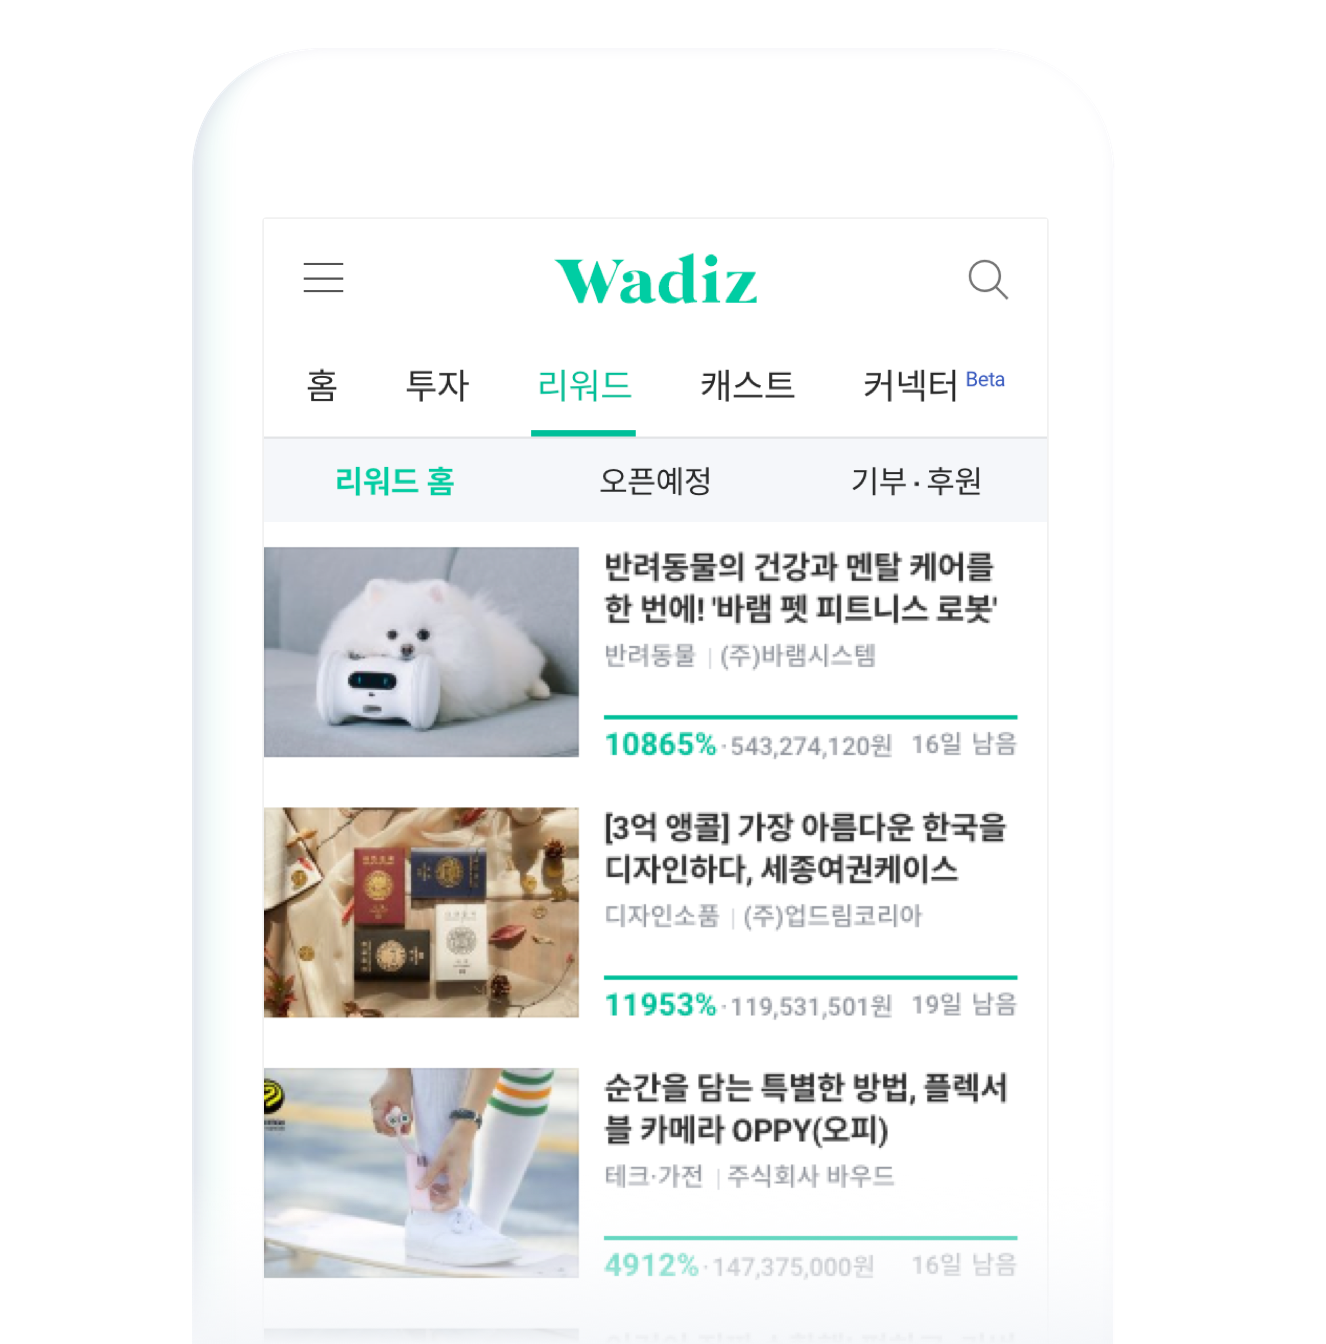 Wadiz
홈 투자 리워드 캐스트 커넥터 Beta
리워드 홈 오픈예정 기부 · 후원
반려동물의 건강과 멘탈 케어를
한 번에! '바램 펫 피트니스 로봇'
반려동물 | (주)바램시스템
10865% · 543,274,120원 16일 남음
[3억 앵콜] 가장 아름다운 한국을
디자인하다, 세종여권케이스
디자인소품 | (주)업드림코리아
11953% · 119,531,501원 19일 남음
순간을 담는 특별한 방법, 플렉서
블 카메라 OPPY(오피)
테크·가전 | 주식회사 바우드
4912% · 147,375,000원 16일 남음